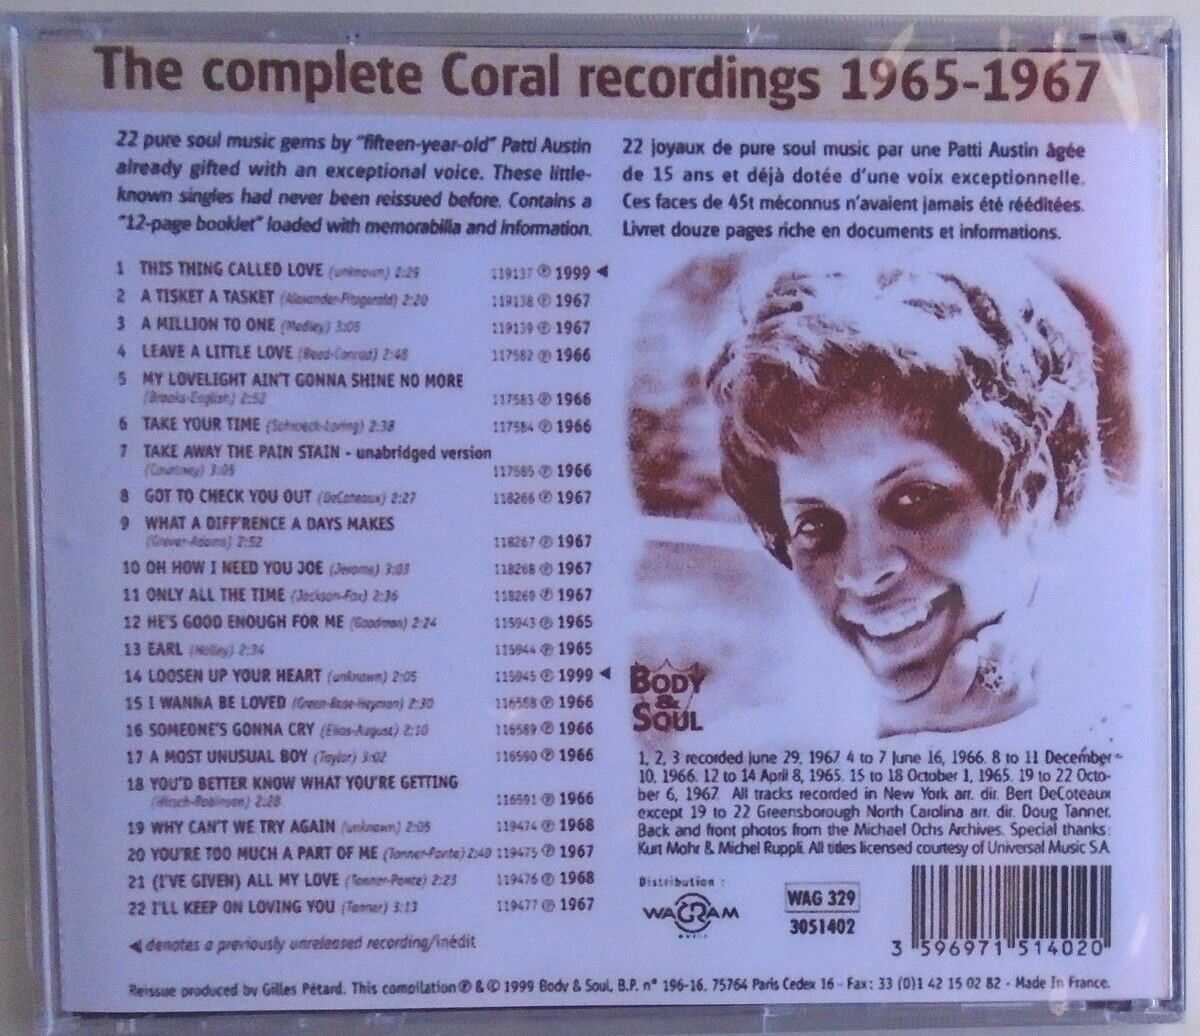 The complete Coral recordings 1965-1967
22 pure soul music gems by "fifteen-year-old" Patti Austin
already gifted with an exceptional voice. These little-
known singles had never been reissued before. Contains a
"12-page booklet" loaded with memorabilia and information.
22 joyaux de pure soul music par une Patti Austin âgée
de 15 ans et déjà dotée d'une voix exceptionnelle.
Ces faces de 45t méconnus n'avaient jamais été rééditées.
Livret douze pages riche en documents et informations.
1 THIS THING CALLED LOVE (unknown) 2:25 119137 ℗ 1999 ◀
2 A TISKET A TASKET (Alexander-Fitzgerald) 2:20 119138 ℗ 1967
3 A MILLION TO ONE (Medley) 3:05 119139 ℗ 1967
4 LEAVE A LITTLE LOVE (Reed-Conrad) 2:48 117582 ℗ 1966
5 MY LOVELIGHT AIN'T GONNA SHINE NO MORE
(Brooks-English) 2:52 117583 ℗ 1966
6 TAKE YOUR TIME (Schroeck-Loring) 2:38 117584 ℗ 1966
7 TAKE AWAY THE PAIN STAIN - unabridged version
(Courtney) 3:05 117585 ℗ 1966
8 GOT TO CHECK YOU OUT (DeCoteaux) 2:27 118266 ℗ 1967
9 WHAT A DIFF'RENCE A DAYS MAKES
(Grever-Adams) 2:52 118267 ℗ 1967
10 OH HOW I NEED YOU JOE (Jerome) 3:03 118268 ℗ 1967
11 ONLY ALL THE TIME (Jackson-Fox) 2:36 118269 ℗ 1967
12 HE'S GOOD ENOUGH FOR ME (Goodman) 2:24 115943 ℗ 1965
13 EARL 2:34 115944 ℗ 1965
14 LOOSEN UP YOUR HEART (unknown) 2:05 115945 ℗ 1999 ◀
15 I WANNA BE LOVED (Green-Rose-Heyman) 2:30 116588 ℗ 1966
16 SOMEONE'S GONNA CRY (Elias-August) 2:10 116589 ℗ 1966
17 A MOST UNUSUAL BOY (Taylor) 3:02 116590 ℗ 1966
18 YOU'D BETTER KNOW WHAT YOU'RE GETTING
(Hirsch-Robinson) 2:28 116591 ℗ 1966
19 WHY CAN'T WE TRY AGAIN (unknown) 2:05 119474 ℗ 1968
20 YOU'RE TOO MUCH A PART OF ME (Tanner-Ponte) 2:40 119475 ℗ 1967
21 (I'VE GIVEN) ALL MY LOVE (Tanner-Ponce) 2:23 119476 ℗ 1968
22 I'LL KEEP ON LOVING YOU (Tanner) 3:13 119477 ℗ 1967
◀ denotes a previously unreleased recording/inédit
BODY
&
SOUL
1, 2, 3 recorded June 29, 1967 4 to 7 June 16, 1966. 8 to 11 December
10, 1966. 12 to 14 April 8, 1965. 15 to 18 October 1, 1965. 19 to 22 Octo-
ber 6, 1967. All tracks recorded in New York arr. dir. Bert DeCoteaux
except 19 to 22 Greensborough North Carolina arr. dir. Doug Tanner.
Back and front photos from the Michael Ochs Archives. Special thanks:
Kurt Mohr & Michel Ruppli. All titles licensed courtesy of Universal Music S.A
Distribution :
WAGRAM
MUSIC
WAG 329
3051402
3 596971 514020
Reissue produced by Gilles Pétard. This compilation ℗ & © 1999 Body & Soul, B.P. n° 196-16, 75764 Paris Cedex 16 - Fax : 33 (0)1 42 15 02 82 - Made In France.